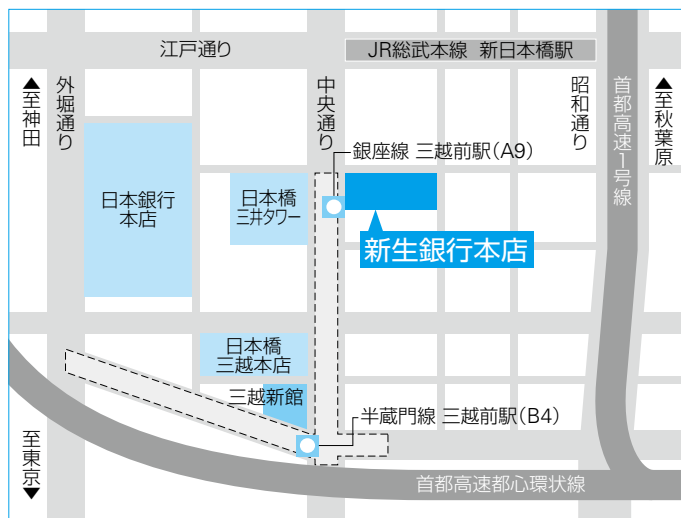 江戸通り
JR総武本線 新日本橋駅
▲至神田
外堀通り
中央通り
昭和通り
首都高速1号線
▲至秋葉原
銀座線 三越前駅(A9)
日本銀行
本店
日本橋
三井タワー
新生銀行本店
日本橋
三越本店
三越新館
半蔵門線 三越前駅(B4)
至東京▼
首都高速都心環状線